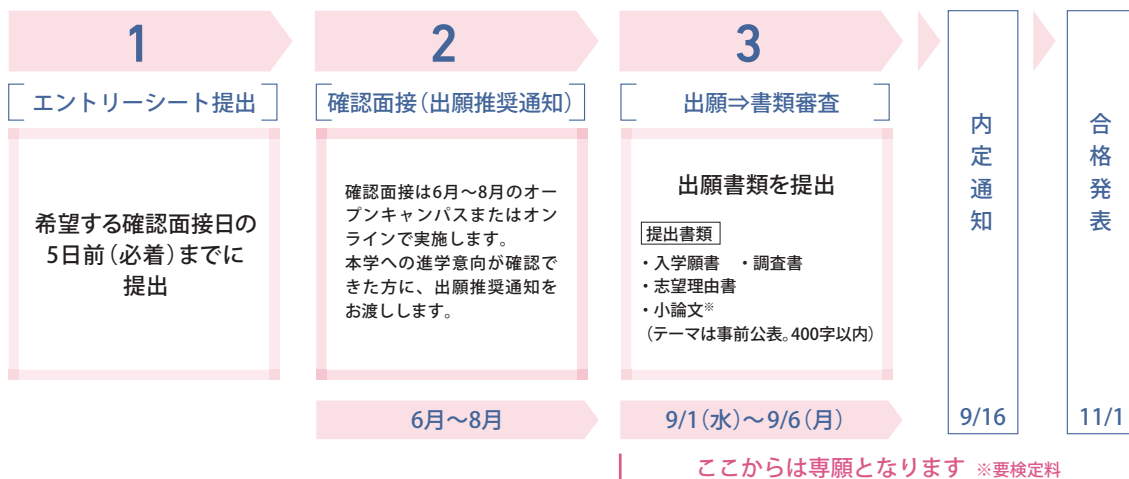 1
エントリーシート提出
希望する確認面接日の
5日前（必着）までに
提出
2
確認面接（出願推奨通知）
確認面接は6月～8月のオー
プンキャンパスまたはオン
ラインで実施します。
本学への進学意向が確認で
きた方に、出願推奨通知を
お渡しします。
6月～8月
3
出願⇒書類審査
出願書類を提出
提出書類
・入学願書　・調査書
・志望理由書
・小論文※
（テーマは事前公表。400字以内）
9/1（水）～9/6（月）
内定通知
9/16
合格発表
11/1
ここからは専願となります ※要検定料